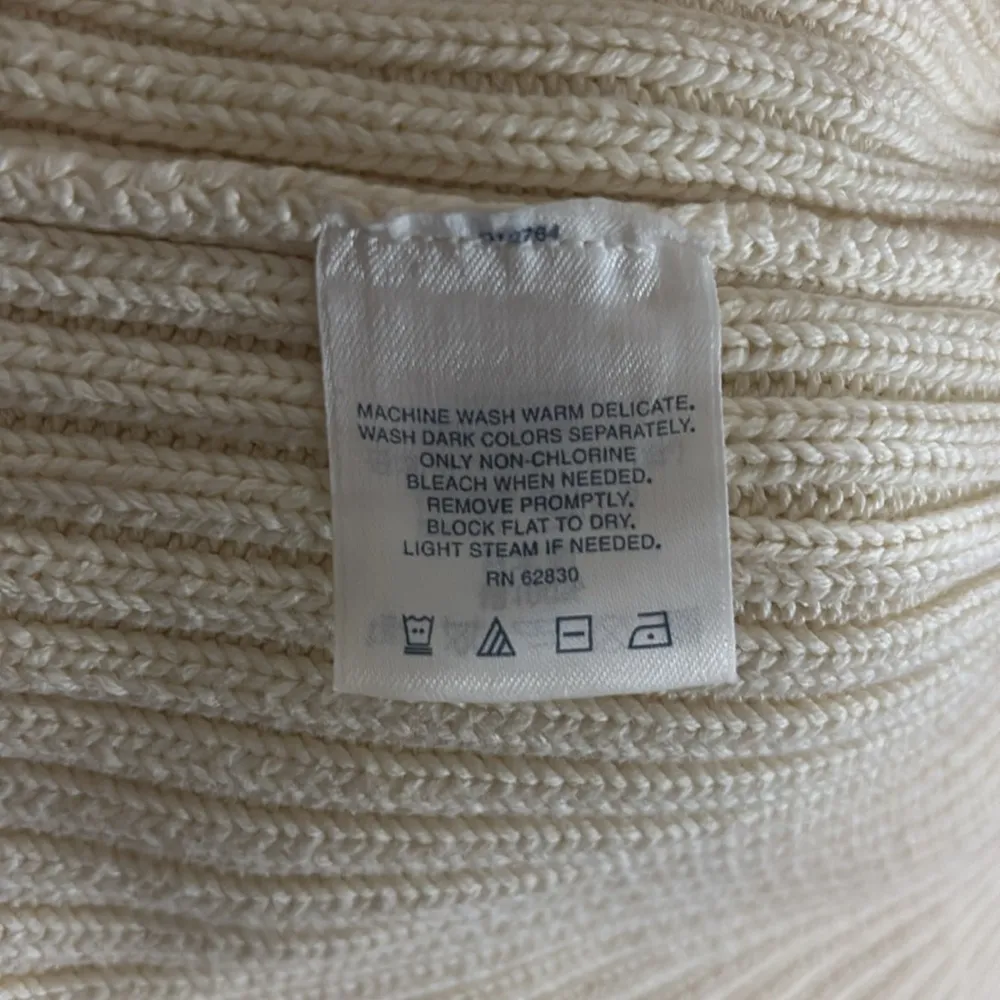 MACHINE WASH WARM DELICATE.
WASH DARK COLORS SEPARATELY.
ONLY NON-CHLORINE
BLEACH WHEN NEEDED.
REMOVE PROMPTLY.
BLOCK FLAT TO DRY.
LIGHT STEAM IF NEEDED.
RN 62830